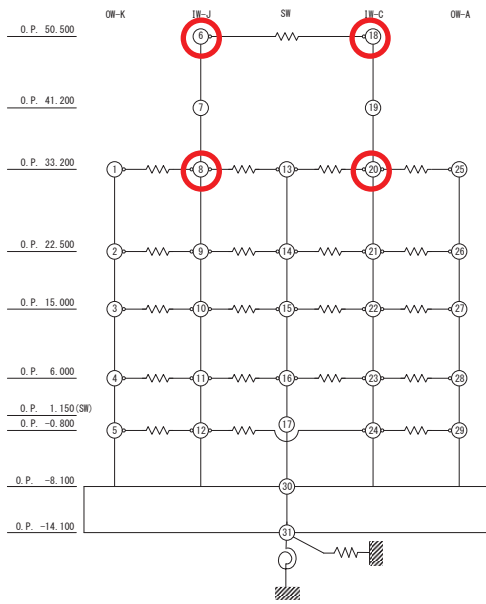 OW-K IW-J SW IW-C OW-A
O.P. 50.500 6 18
O.P. 41.200 7 19
O.P. 33.200 1 8 13 20 25
O.P. 22.500 2 9 14 21 26
O.P. 15.000 3 10 15 22 27
O.P. 6.000 4 11 16 23 28
O.P. 1.150(SW) 17
O.P. -0.800 5 12 24 29
O.P. -8.100 30
O.P. -14.100 31